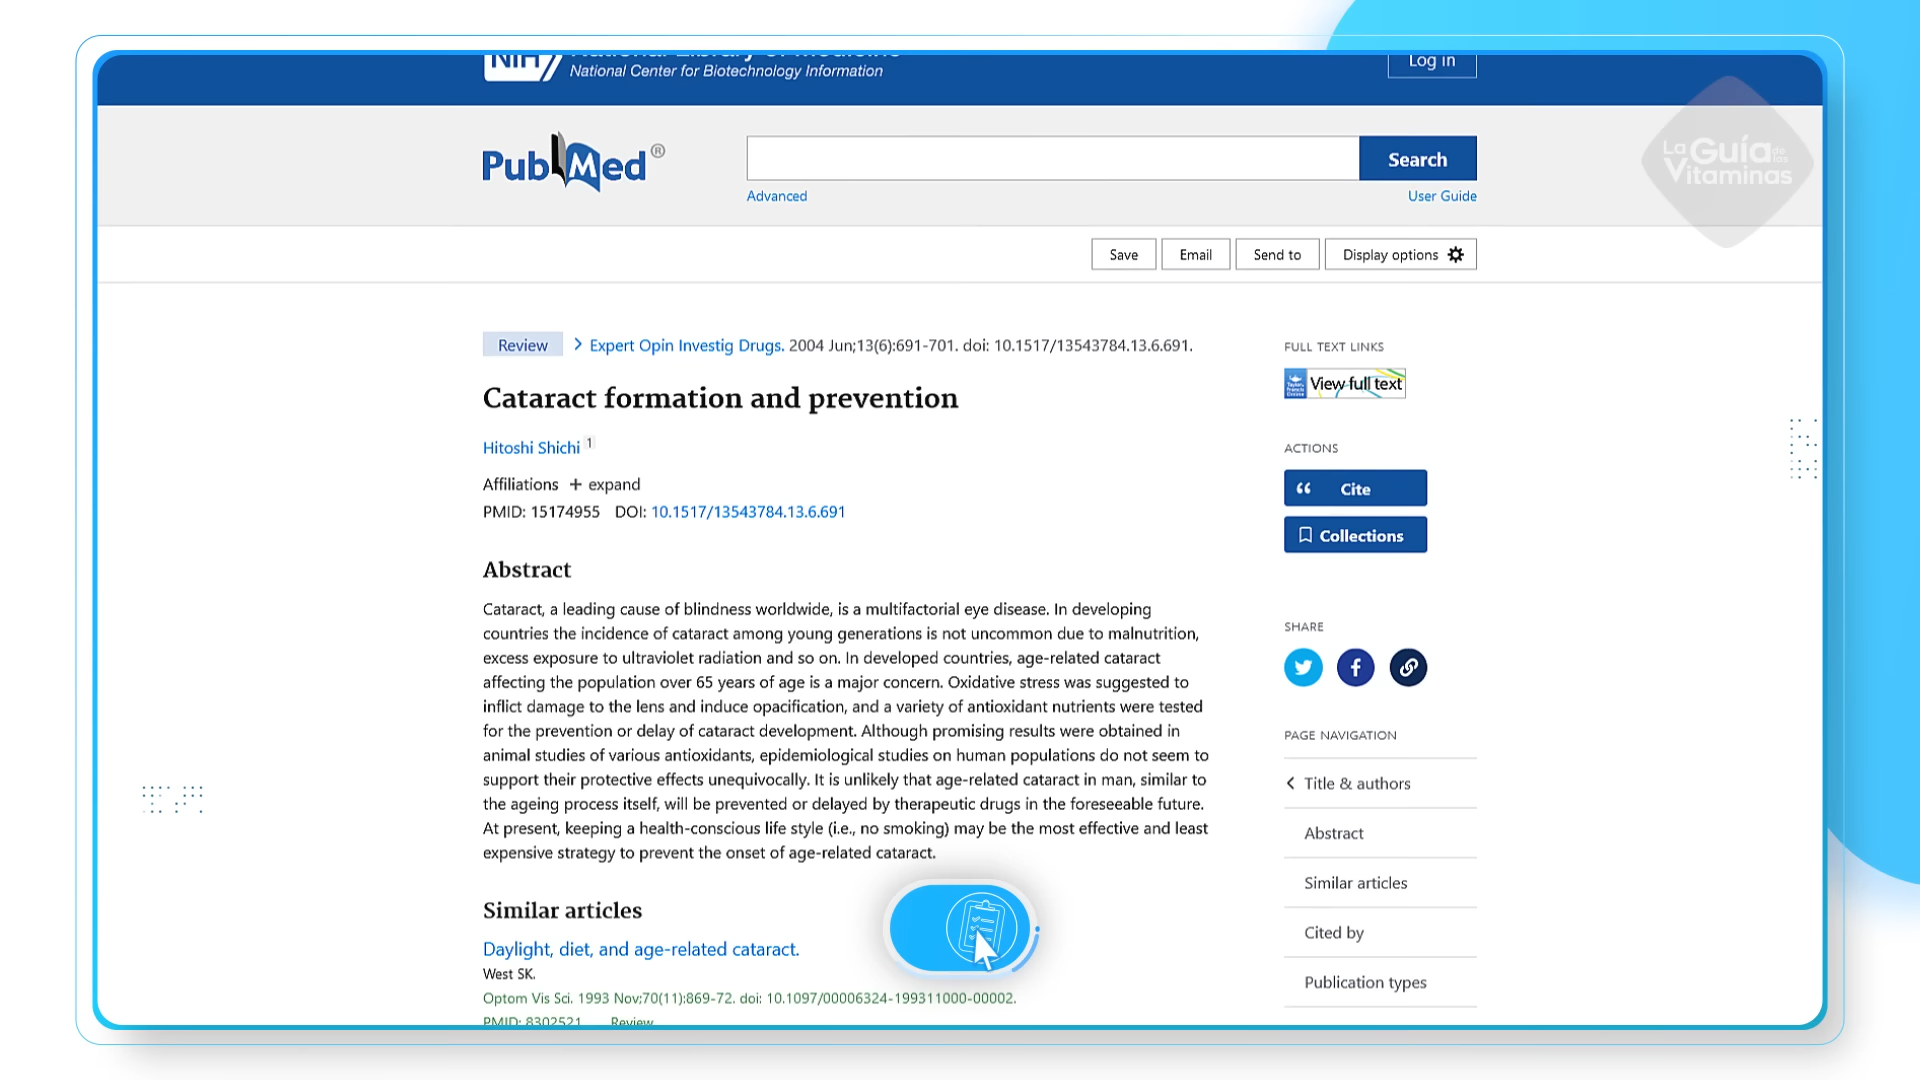 NIH National Library of Medicine
National Center for Biotechnology Information
Log in
La Guía de las Vitaminas
PubMed®
Search
Advanced
User Guide
Save
Email
Send to
Display options
Review
Expert Opin Investig Drugs. 2004 Jun;13(6):691-701. doi: 10.1517/13543784.13.6.691.
Cataract formation and prevention
Hitoshi Shichi 1
Affiliations + expand
PMID: 15174955 DOI: 10.1517/13543784.13.6.691
Abstract
Cataract, a leading cause of blindness worldwide, is a multifactorial eye disease. In developing
countries the incidence of cataract among young generations is not uncommon due to malnutrition,
excess exposure to ultraviolet radiation and so on. In developed countries, age-related cataract
affecting the population over 65 years of age is a major concern. Oxidative stress was suggested to
inflict damage to the lens and induce opacification, and a variety of antioxidant nutrients were tested
for the prevention or delay of cataract development. Although promising results were obtained in
animal studies of various antioxidants, epidemiological studies on human populations do not seem to
support their protective effects unequivocally. It is unlikely that age-related cataract in man, similar to
the ageing process itself, will be prevented or delayed by therapeutic drugs in the foreseeable future.
At present, keeping a health-conscious life style (i.e., no smoking) may be the most effective and least
expensive strategy to prevent the onset of age-related cataract.
Similar articles
Daylight, diet, and age-related cataract.
West SK.
Optom Vis Sci. 1993 Nov;70(11):869-72. doi: 10.1097/00006324-199311000-00002.
PMID: 8302521 Review
FULL TEXT LINKS
View full text
ACTIONS
Cite
Collections
SHARE
PAGE NAVIGATION
Title & authors
Abstract
Similar articles
Cited by
Publication types